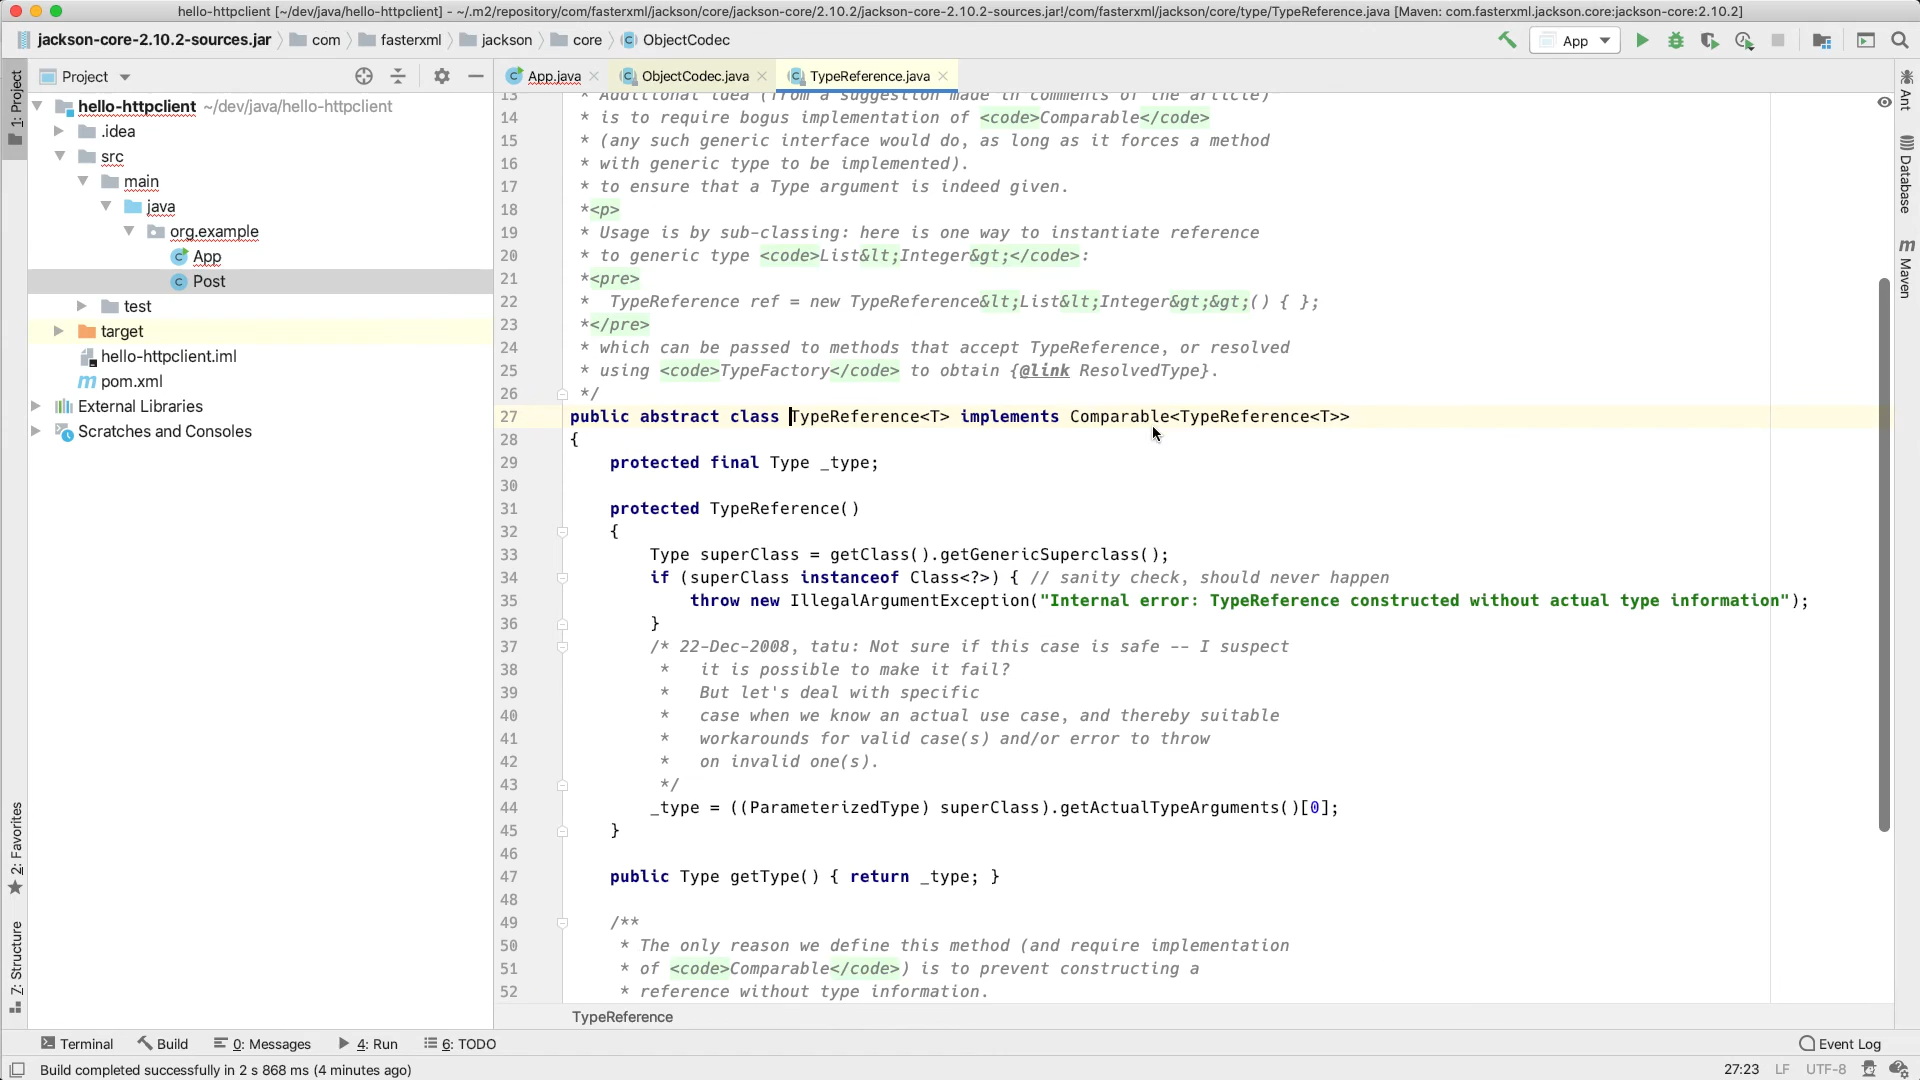 hello-httpclient [~/dev/java/hello-httpclient] - ~/.m2/repository/com/fasterxml/jackson/core/jackson-core/2.10.2/jackson-core-2.10.2-sources.jar!/com/fasterxml/jackson/core/type/TypeReference.java [Maven: com.fasterxml.jackson.core:jackson-core:2.10.2]
jackson-core-2.10.2-sources.jar com fasterxml jackson core ObjectCodec App
Project App.java ObjectCodec.java TypeReference.java
1: Project
2: Favorites
Z: Structure
hello-httpclient ~/dev/java/hello-httpclient
.idea
src
main
java
org.example
App
Post
test
target
hello-httpclient.iml
pom.xml
External Libraries
Scratches and Consoles
13 * Additional idea (from a suggestion made in comments of the article)
14 * is to require bogus implementation of <code>Comparable</code>
15 * (any such generic interface would do, as long as it forces a method
16 * with generic type to be implemented).
17 * to ensure that a Type argument is indeed given.
18 *<p>
19 * Usage is by sub-classing: here is one way to instantiate reference
20 * to generic type <code>List&lt;Integer&gt;</code>:
21 *<pre>
22 *  TypeReference ref = new TypeReference&lt;List&lt;Integer&gt;&gt;() { };
23 *</pre>
24 * which can be passed to methods that accept TypeReference, or resolved
25 * using <code>TypeFactory</code> to obtain {@link ResolvedType}.
26 */
27 public abstract class TypeReference<T> implements Comparable<TypeReference<T>>
28 {
29     protected final Type _type;
30
31     protected TypeReference()
32     {
33         Type superClass = getClass().getGenericSuperclass();
34         if (superClass instanceof Class<?>) { // sanity check, should never happen
35             throw new IllegalArgumentException("Internal error: TypeReference constructed without actual type information");
36         }
37         /* 22-Dec-2008, tatu: Not sure if this case is safe -- I suspect
38          *   it is possible to make it fail?
39          *   But let's deal with specific
40          *   case when we know an actual use case, and thereby suitable
41          *   workarounds for valid case(s) and/or error to throw
42          *   on invalid one(s).
43          */
44         _type = ((ParameterizedType) superClass).getActualTypeArguments()[0];
45     }
46
47     public Type getType() { return _type; }
48
49     /**
50      * The only reason we define this method (and require implementation
51      * of <code>Comparable</code>) is to prevent constructing a
52      * reference without type information.
TypeReference
Ant
Database
Maven
Terminal Build 0: Messages 4: Run 6: TODO Event Log
Build completed successfully in 2 s 868 ms (4 minutes ago) 27:23 LF UTF-8